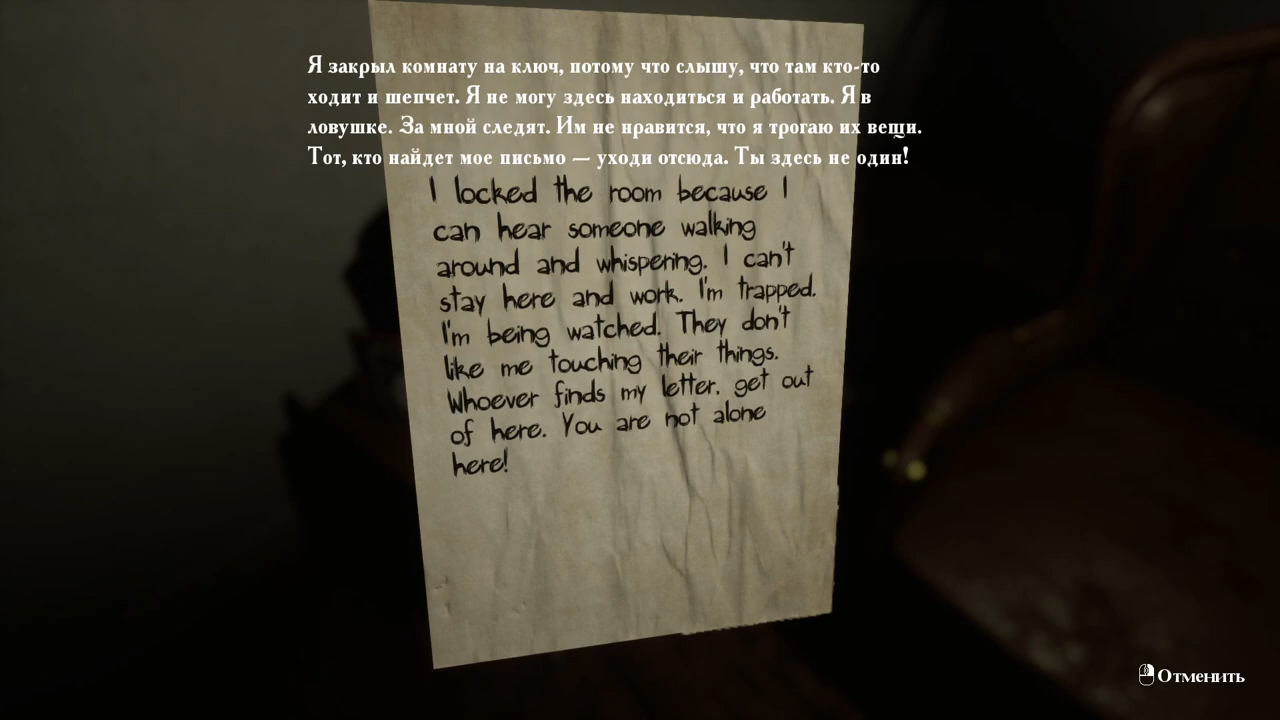 Я закрыл комнату на ключ, потому что слышу, что там кто-то
ходит и шепчет. Я не могу здесь находиться и работать. Я в
ловушке. За мной следят. Им не нравится, что я трогаю их вещи.
Тот, кто найдет мое письмо — уходи отсюда. Ты здесь не один!
I locked the room because I
can hear someone walking
around and whispering. I can't
stay here and work. I'm trapped.
I'm being watched. They don't
like me touching their things.
Whoever finds my letter. get out
of here. You are not alone
here!
Отменить